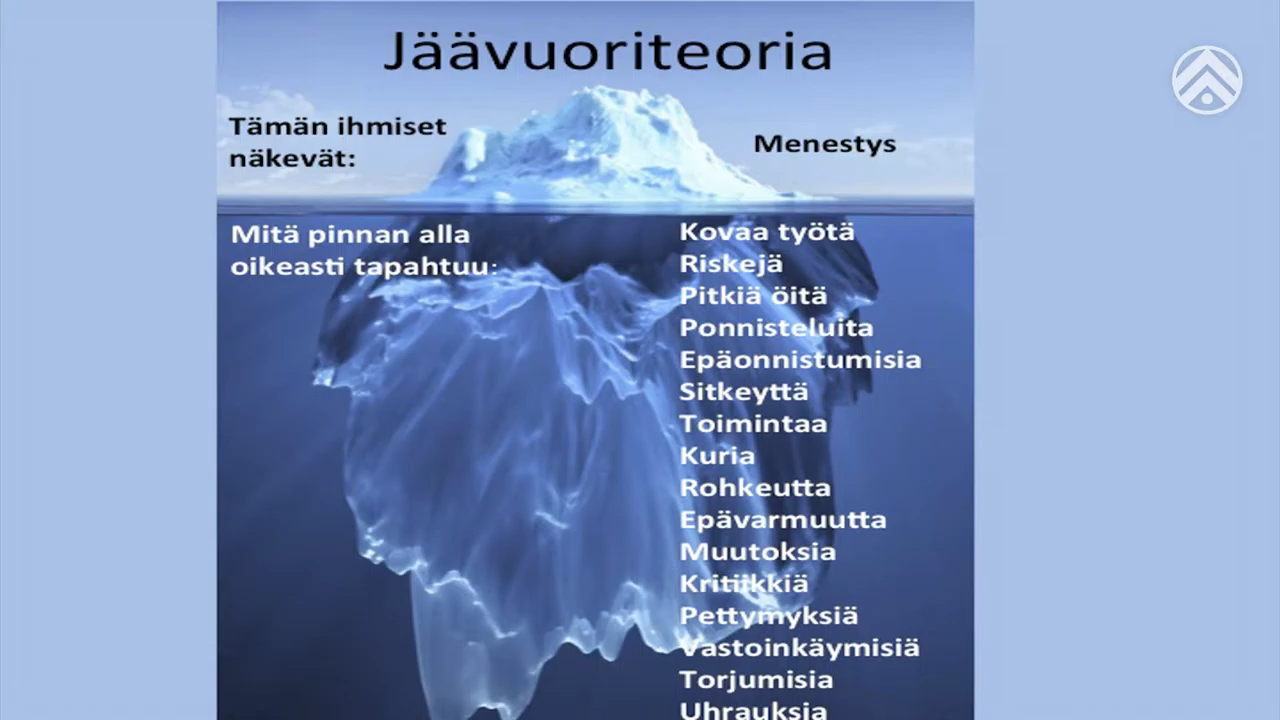 Jäävuoriteoria
Tämän ihmiset
näkevät:
Menestys
Mitä pinnan alla
oikeasti tapahtuu:
Kovaa työtä
Riskejä
Pitkiä öitä
Ponnisteluita
Epäonnistumisia
Sitkeyttä
Toimintaa
Kuria
Rohkeutta
Epävarmuutta
Muutoksia
Kritiikkiä
Pettymyksiä
Vastoinkäymisiä
Torjumisia
Uhrauksia